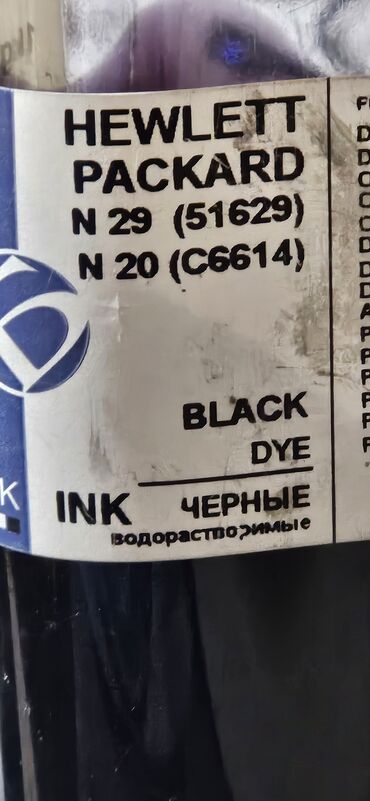 HEWLETT
PACKARD
N 29 (51629)
N 20 (C6614)
BLACK
DYE
INK ЧЕРНЫЕ
водорастворимые